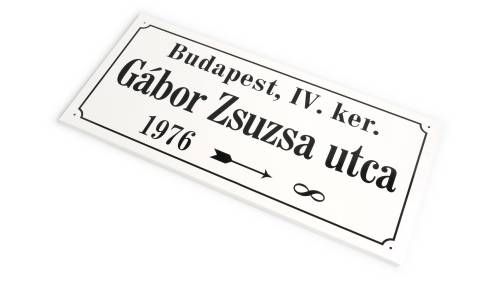 Budapest, IV. ker.
Gábor Zsuzsa utca
1976 → ∞